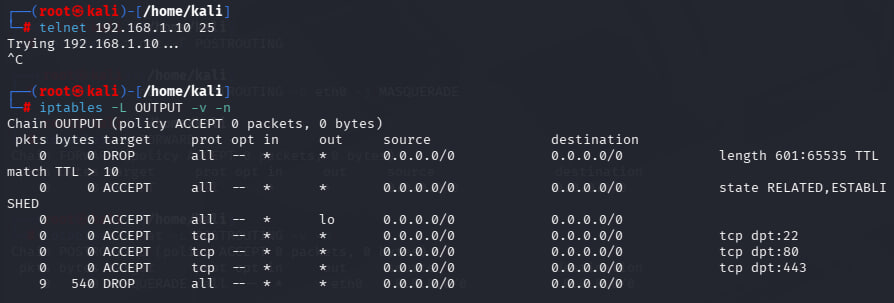 ┌──(root㉿kali)-[/home/kali]
└─# telnet 192.168.1.10 25
Trying 192.168.1.10...
^C
┌──(root㉿kali)-[/home/kali]
└─# iptables -L OUTPUT -v -n
Chain OUTPUT (policy ACCEPT 0 packets, 0 bytes)
 pkts bytes target     prot opt in     out     source               destination
    0     0 DROP       all  --  *      *       0.0.0.0/0            0.0.0.0/0            length 601:65535 TTL
match TTL > 10
    0     0 ACCEPT     all  --  *      *       0.0.0.0/0            0.0.0.0/0            state RELATED,ESTABLI
SHED
    0     0 ACCEPT     all  --  *      lo      0.0.0.0/0            0.0.0.0/0
    0     0 ACCEPT     tcp  --  *      *       0.0.0.0/0            0.0.0.0/0            tcp dpt:22
    0     0 ACCEPT     tcp  --  *      *       0.0.0.0/0            0.0.0.0/0            tcp dpt:80
    0     0 ACCEPT     tcp  --  *      *       0.0.0.0/0            0.0.0.0/0            tcp dpt:443
    9   540 DROP       all  --  *      *       0.0.0.0/0            0.0.0.0/0